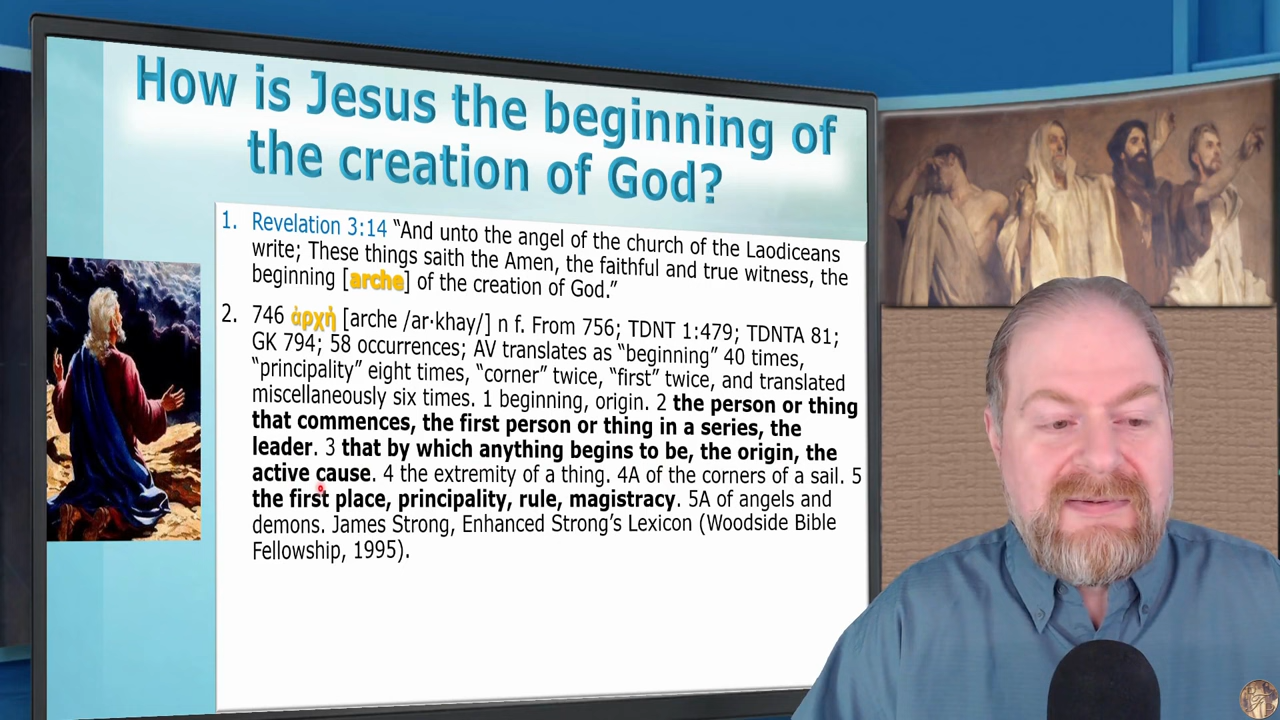 How is Jesus the beginning of
the creation of God?
1. Revelation 3:14 “And unto the angel of the church of the Laodiceans
write; These things saith the Amen, the faithful and true witness, the
beginning [arche] of the creation of God.”
2. 746 ἀρχή [arche /ar·khay/] n f. From 756; TDNT 1:479; TDNTA 81;
GK 794; 58 occurrences; AV translates as “beginning” 40 times,
“principality” eight times, “corner” twice, “first” twice, and translated
miscellaneously six times. 1 beginning, origin. 2 the person or thing
that commences, the first person or thing in a series, the
leader. 3 that by which anything begins to be, the origin, the
active cause. 4 the extremity of a thing. 4A of the corners of a sail. 5
the first place, principality, rule, magistracy. 5A of angels and
demons. James Strong, Enhanced Strong’s Lexicon (Woodside Bible
Fellowship, 1995).